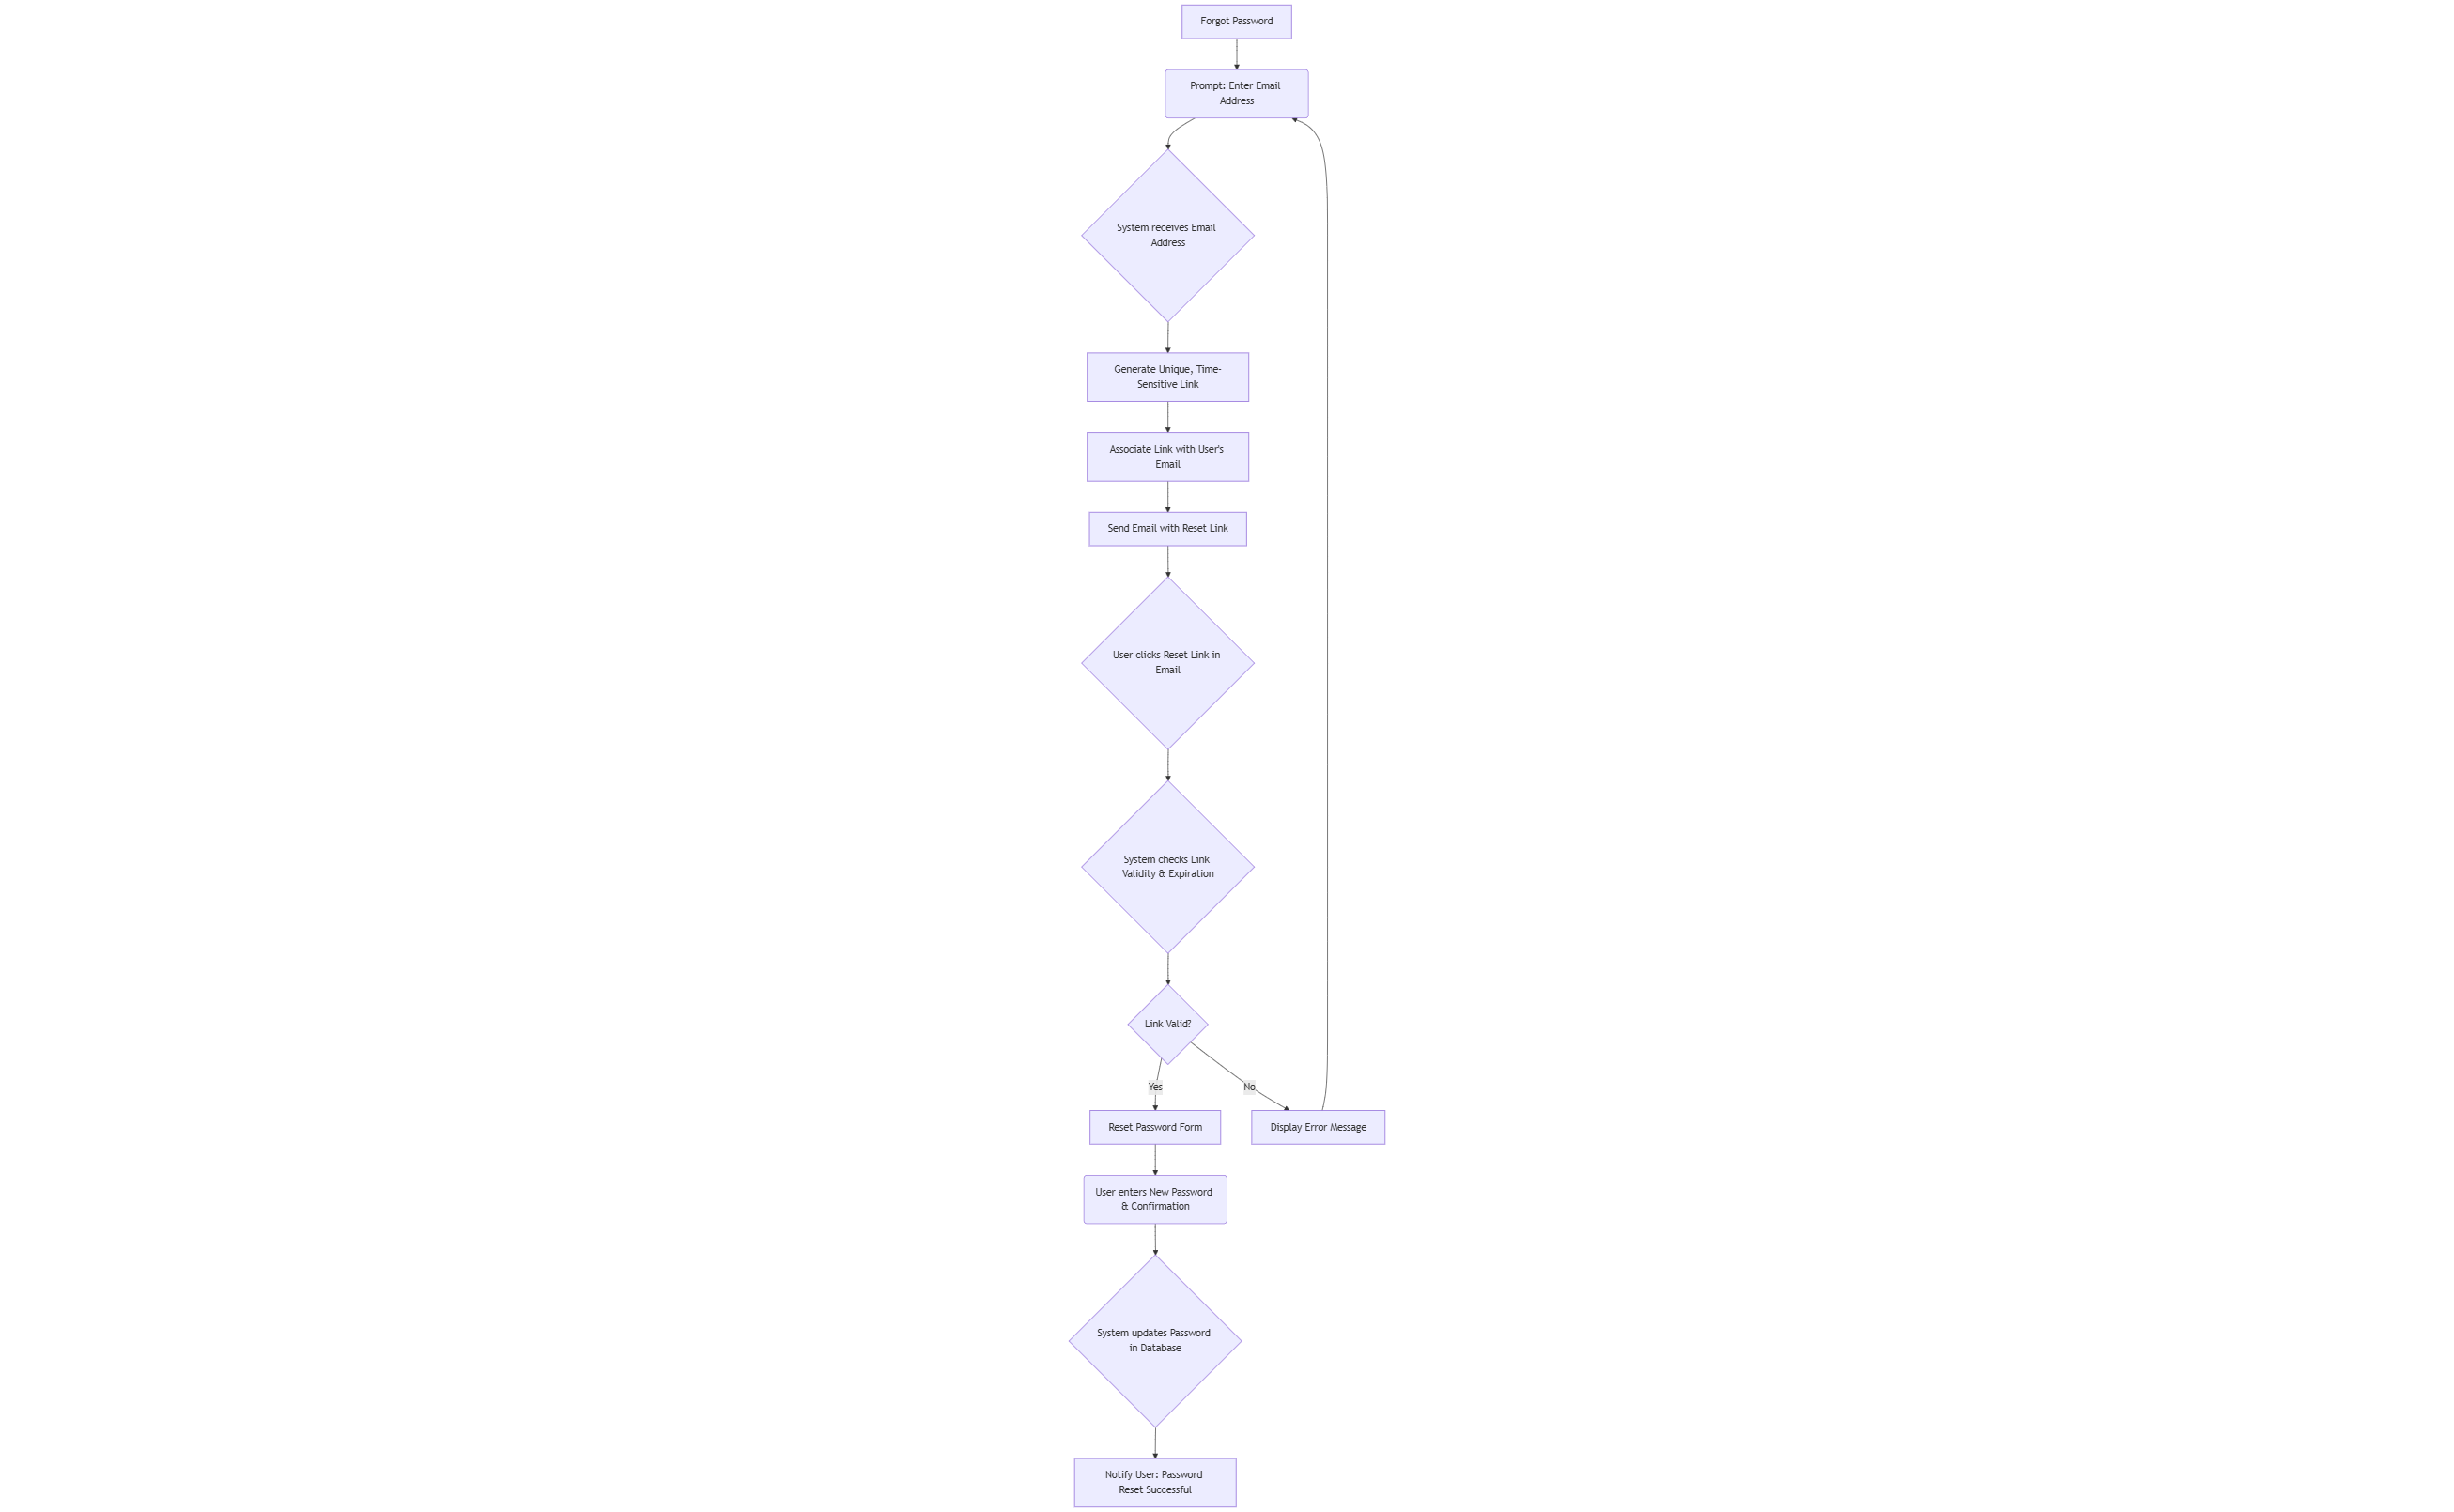 Forgot Password
Prompt: Enter Email
Address
System receives Email
Address
Generate Unique, Time-
Sensitive Link
Associate Link with User's
Email
Send Email with Reset Link
User clicks Reset Link in
Email
System checks Link
Validity & Expiration
Link Valid?
Yes
No
Reset Password Form
Display Error Message
User enters New Password
& Confirmation
System updates Password
in Database
Notify User: Password
Reset Successful